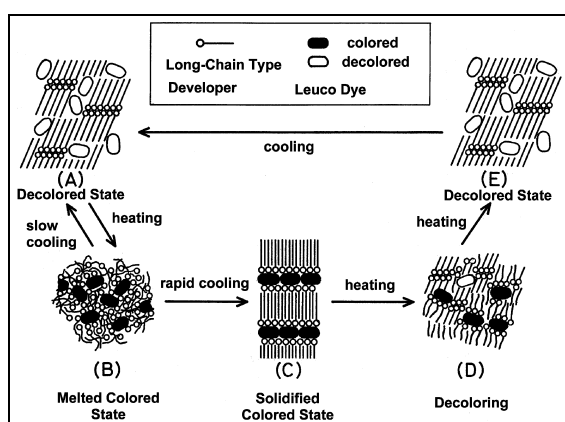 colored
decolored
Long-Chain Type
Developer
Leuco Dye
cooling
(A)
Decolored State
(E)
Decolored State
slow
cooling
heating
heating
rapid cooling
heating
(B)
(C)
(D)
Melted Colored
State
Solidified
Colored State
Decoloring